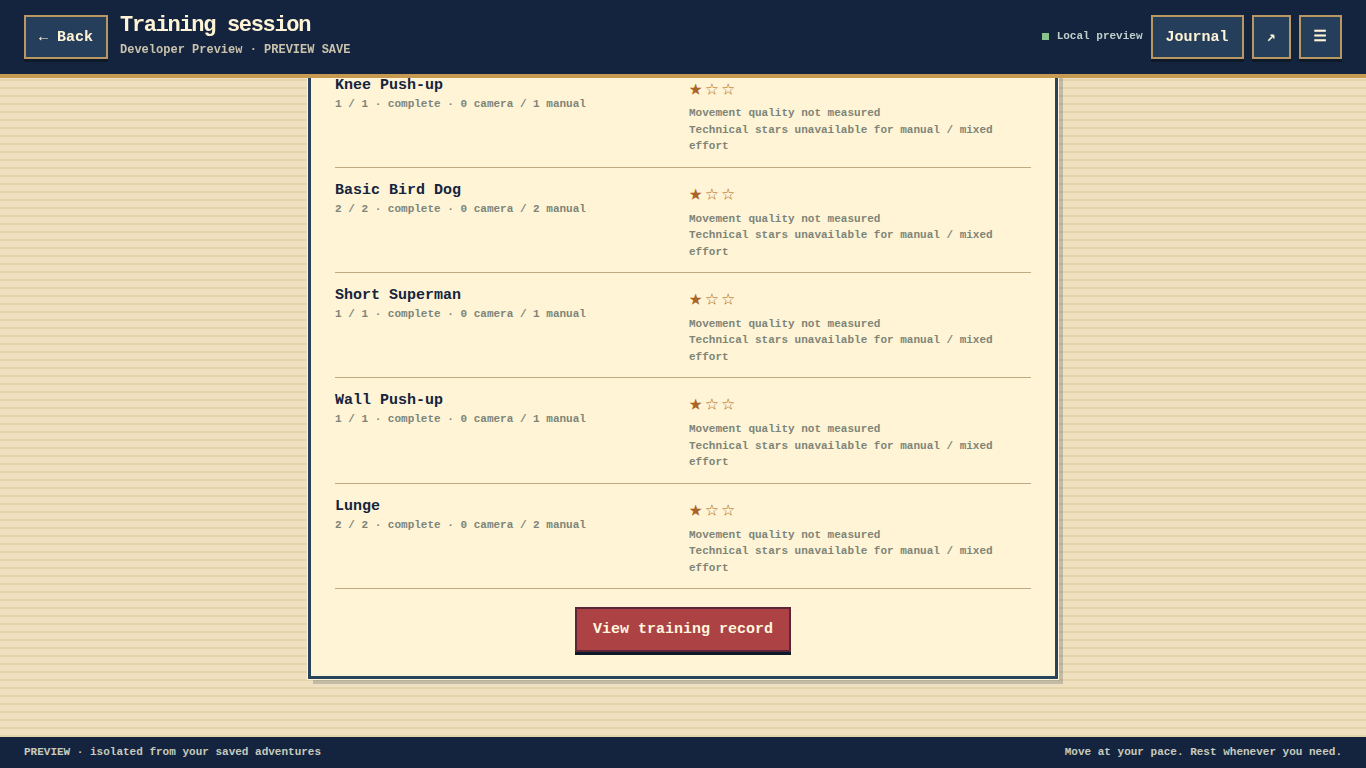 ← Back
Training session
Developer Preview · PREVIEW SAVE
Local preview
Journal
↗
☰
Knee Push-up
1 / 1 · complete · 0 camera / 1 manual
★☆☆
Movement quality not measured
Technical stars unavailable for manual / mixed
effort
Basic Bird Dog
2 / 2 · complete · 0 camera / 2 manual
★☆☆
Movement quality not measured
Technical stars unavailable for manual / mixed
effort
Short Superman
1 / 1 · complete · 0 camera / 1 manual
★☆☆
Movement quality not measured
Technical stars unavailable for manual / mixed
effort
Wall Push-up
1 / 1 · complete · 0 camera / 1 manual
★☆☆
Movement quality not measured
Technical stars unavailable for manual / mixed
effort
Lunge
2 / 2 · complete · 0 camera / 2 manual
★☆☆
Movement quality not measured
Technical stars unavailable for manual / mixed
effort
View training record
PREVIEW · isolated from your saved adventures
Move at your pace. Rest whenever you need.